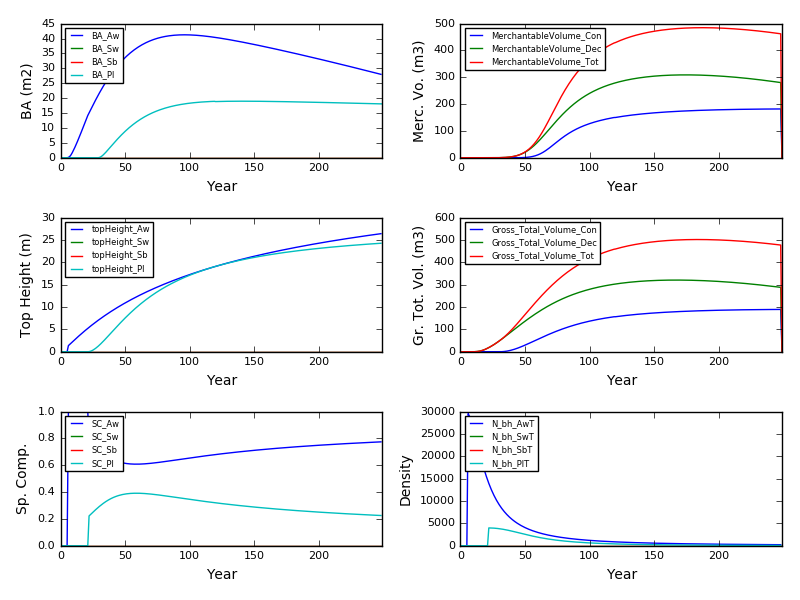 45
40
35
30
25
20
15
10
5
0
BA (m2)
BA_Aw
BA_Sw
BA_Sb
BA_Pl
0 50 100 150 200
Year
500
400
300
200
100
0
Merc. Vo. (m3)
MerchantableVolume_Con
MerchantableVolume_Dec
MerchantableVolume_Tot
0 50 100 150 200
Year
30
25
20
15
10
5
0
Top Height (m)
topHeight_Aw
topHeight_Sw
topHeight_Sb
topHeight_Pl
0 50 100 150 200
Year
600
500
400
300
200
100
0
Gr. Tot. Vol. (m3)
Gross_Total_Volume_Con
Gross_Total_Volume_Dec
Gross_Total_Volume_Tot
0 50 100 150 200
Year
1.0
0.8
0.6
0.4
0.2
0.0
Sp. Comp.
SC_Aw
SC_Sw
SC_Sb
SC_Pl
0 50 100 150 200
Year
30000
25000
20000
15000
10000
5000
0
Density
N_bh_AwT
N_bh_SwT
N_bh_SbT
N_bh_PlT
0 50 100 150 200
Year